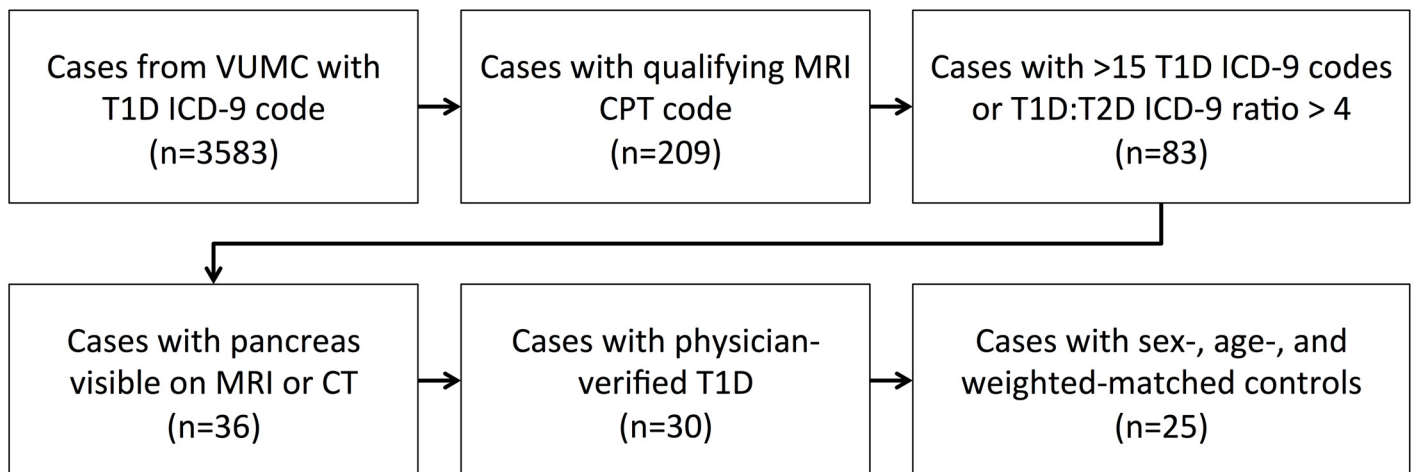 Cases from VUMC with
T1D ICD-9 code
(n=3583)
Cases with qualifying MRI
CPT code
(n=209)
Cases with >15 T1D ICD-9 codes
or T1D:T2D ICD-9 ratio > 4
(n=83)
Cases with pancreas
visible on MRI or CT
(n=36)
Cases with physician-
verified T1D
(n=30)
Cases with sex-, age-, and
weighted-matched controls
(n=25)